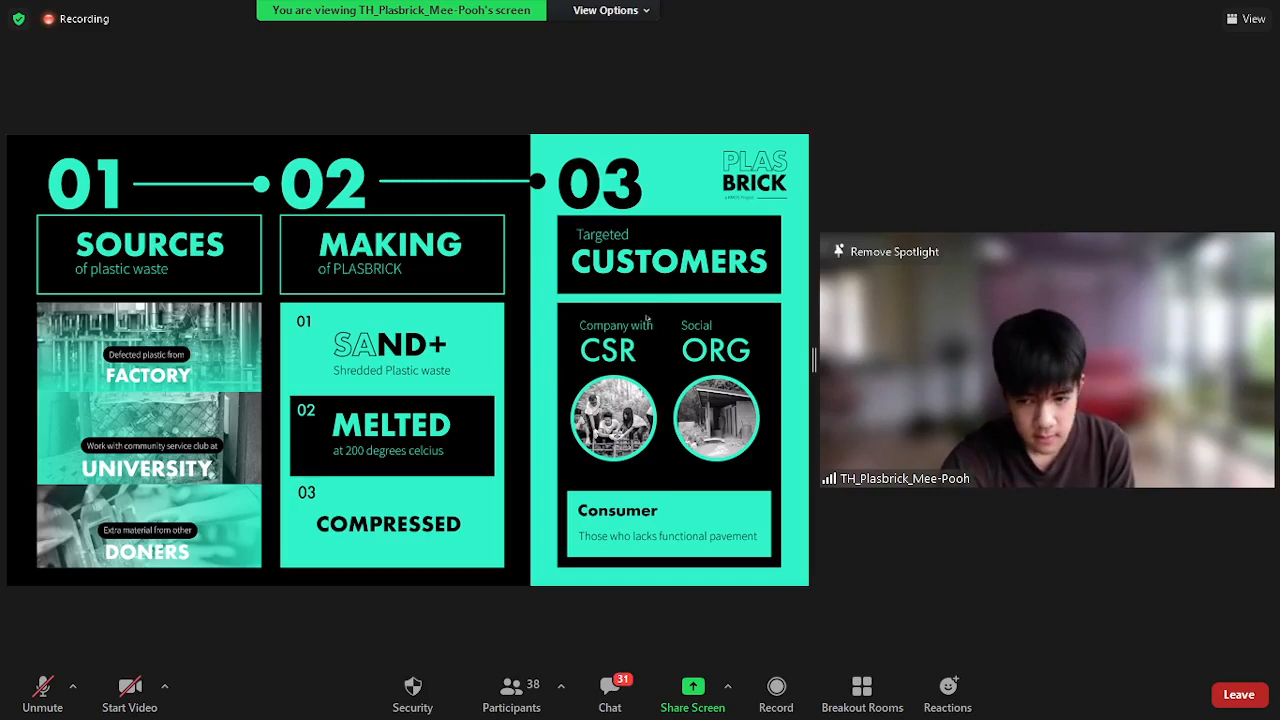 Recording
You are viewing TH_Plasbrick_Mee-Pooh's screen
View Options
View
01
02
03
PLAS
BRICK
SOURCES
of plastic waste
MAKING
of PLASBRICK
Targeted
CUSTOMERS
Defected plastic from
FACTORY
Work with community service club at
UNIVERSITY
Extra material from other
DONERS
01
SAND+
Shredded Plastic waste
02
MELTED
at 200 degrees celcius
03
COMPRESSED
Company with
CSR
Social
ORG
Consumer
Those who lacks functional pavement
Remove Spotlight
TH_Plasbrick_Mee-Pooh
Unmute
Start Video
Security
38
Participants
31
Chat
Share Screen
Record
Breakout Rooms
Reactions
Leave